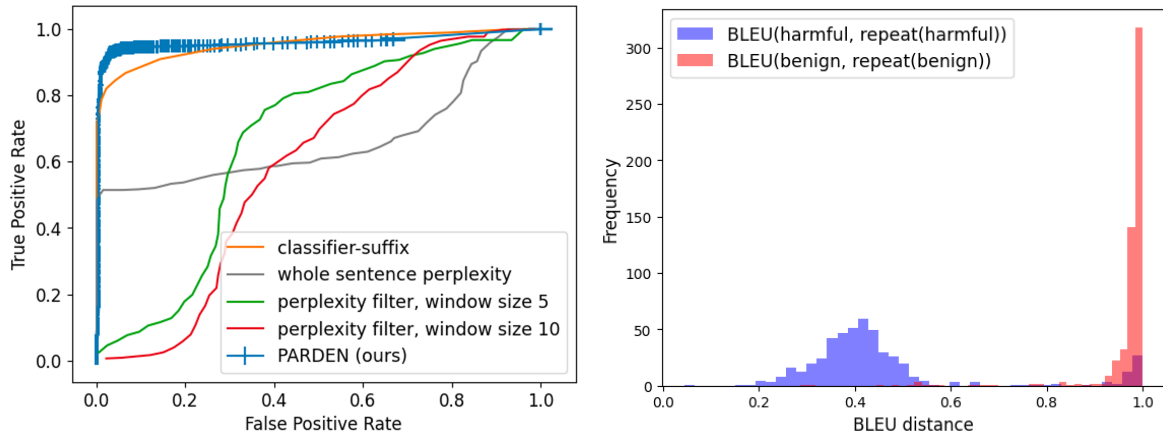 1.0
0.8
0.6
0.4
0.2
0.0
True Positive Rate
classifier-suffix
whole sentence perplexity
perplexity filter, window size 5
perplexity filter, window size 10
PARDEN (ours)
0.0 0.2 0.4 0.6 0.8 1.0
False Positive Rate
BLEU(harmful, repeat(harmful))
BLEU(benign, repeat(benign))
300
250
200
150
100
50
0
Frequency
0.0 0.2 0.4 0.6 0.8 1.0
BLEU distance